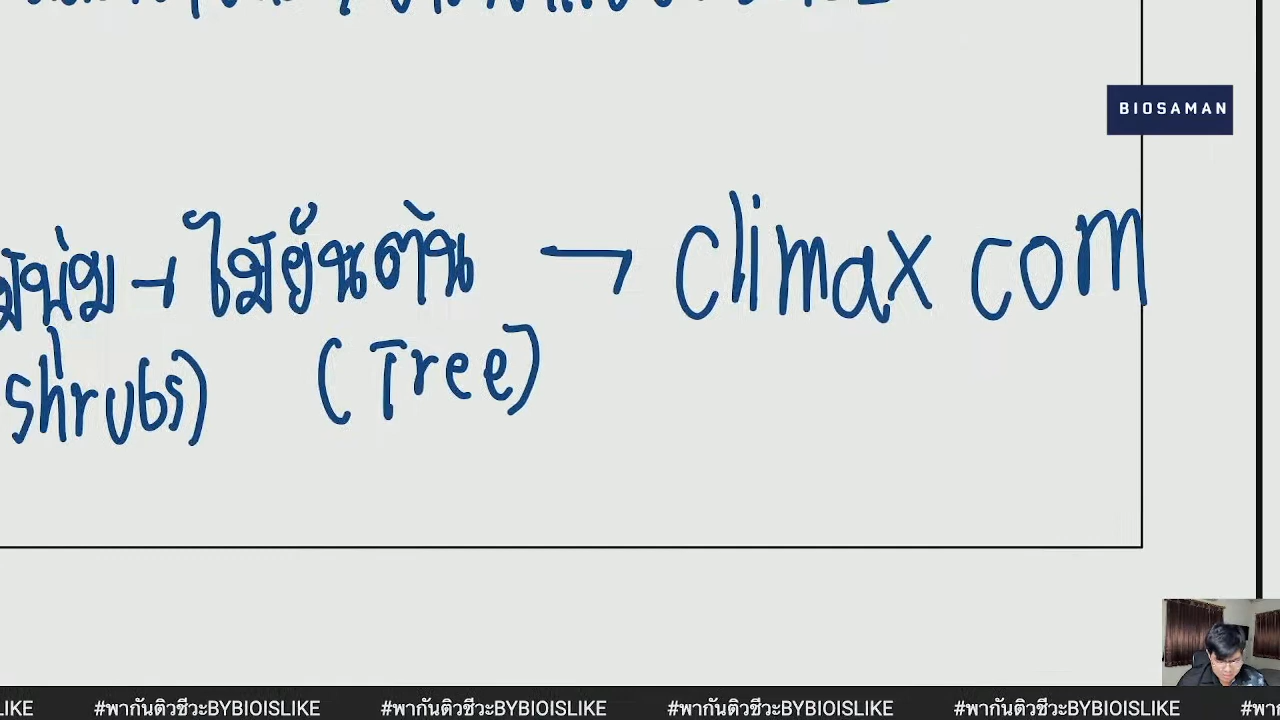 BIOSAMAN
ไม้พุ่ม → ไม้ยืนต้น → climax com
shrubs) (Tree)
LIKE #พากันติวชีวะBYBIOISLIKE #พากันติวชีวะBYBIOISLIKE #พากันติวชีวะBYBIOISLIKE #พากันติวชีวะBYBIOISLIKE #พา